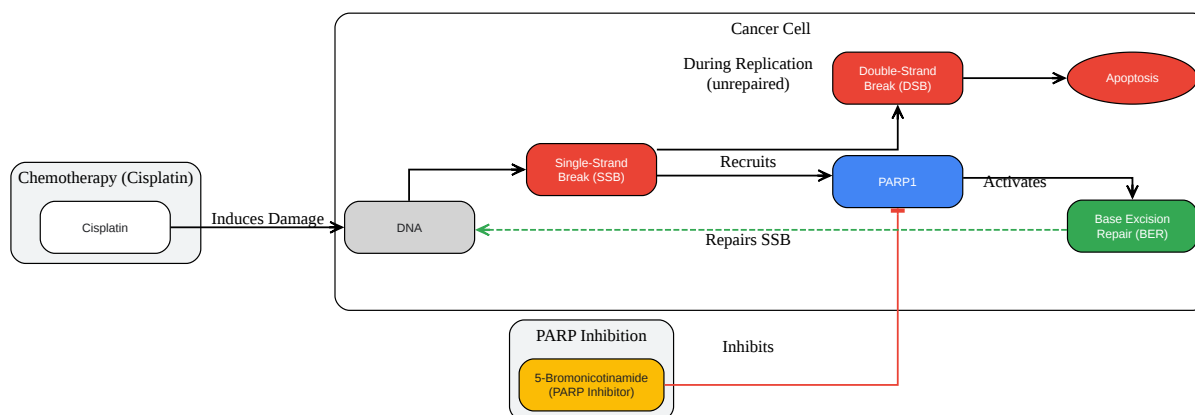 Cancer Cell
During Replication
(unrepaired)
Double-Strand
Break (DSB)
Apoptosis
Single-Strand
Break (SSB)
Recruits
PARP1
Activates
Chemotherapy (Cisplatin)
Cisplatin
Induces Damage
DNA
Repairs SSB
Base Excision
Repair (BER)
PARP Inhibition
Inhibits
5-Bromonicotinamide
(PARP Inhibitor)